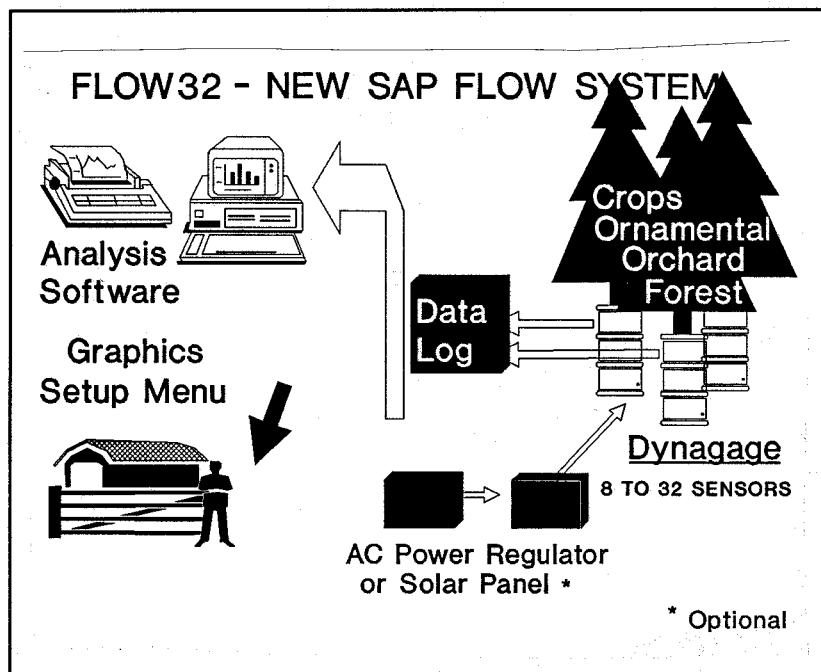 FLOW32 - NEW SAP FLOW SYSTEM
Crops
Ornamental
Orchard
Forest
Analysis
Software
Data
Log
Graphics
Setup Menu
Dynagage
8 TO 32 SENSORS
AC Power Regulator
or Solar Panel *
* Optional